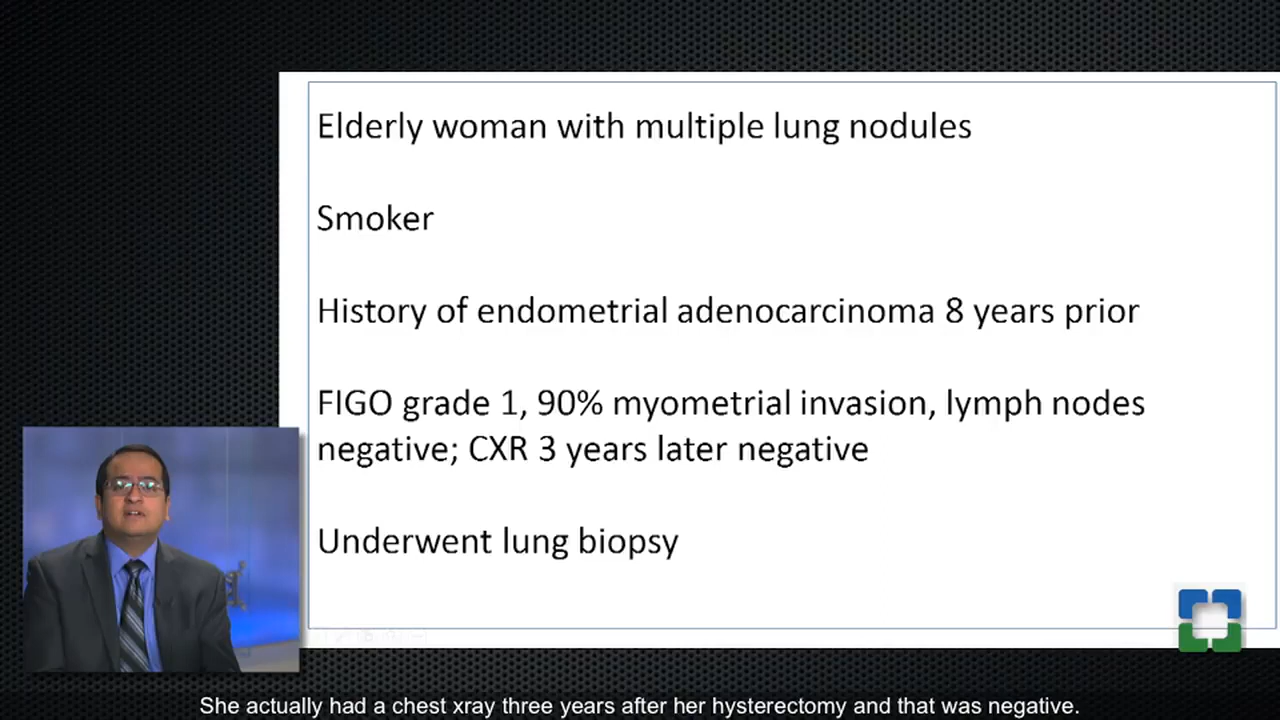 Elderly woman with multiple lung nodules
Smoker
History of endometrial adenocarcinoma 8 years prior
FIGO grade 1, 90% myometrial invasion, lymph nodes
negative; CXR 3 years later negative
Underwent lung biopsy
She actually had a chest xray three years after her hysterectomy and that was negative.